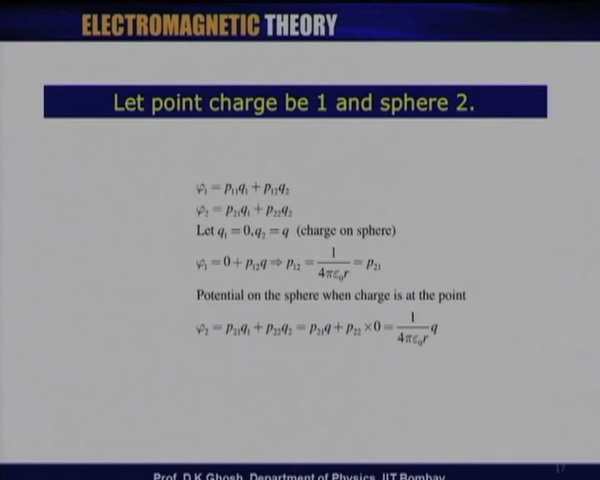 ELECTROMAGNETIC THEORY
Let point charge be 1 and sphere 2.
φ₁ = p₁₁q₁ + p₁₂q₂
φ₂ = p₂₁q₁ + p₂₂q₂
Let q₁ = 0, q₂ = q (charge on sphere)
φ₁ = 0 + p₁₂q ⇒ p₁₂ = 1/4πε₀r = p₂₁
Potential on the sphere when charge is at the point
φ₂ = p₂₁q₁ + p₂₂q₂ = p₂₁q + p₂₂ × 0 = 1/4πε₀r q
17
Prof. D.K Ghosh, Department of Physics, IIT Bombay